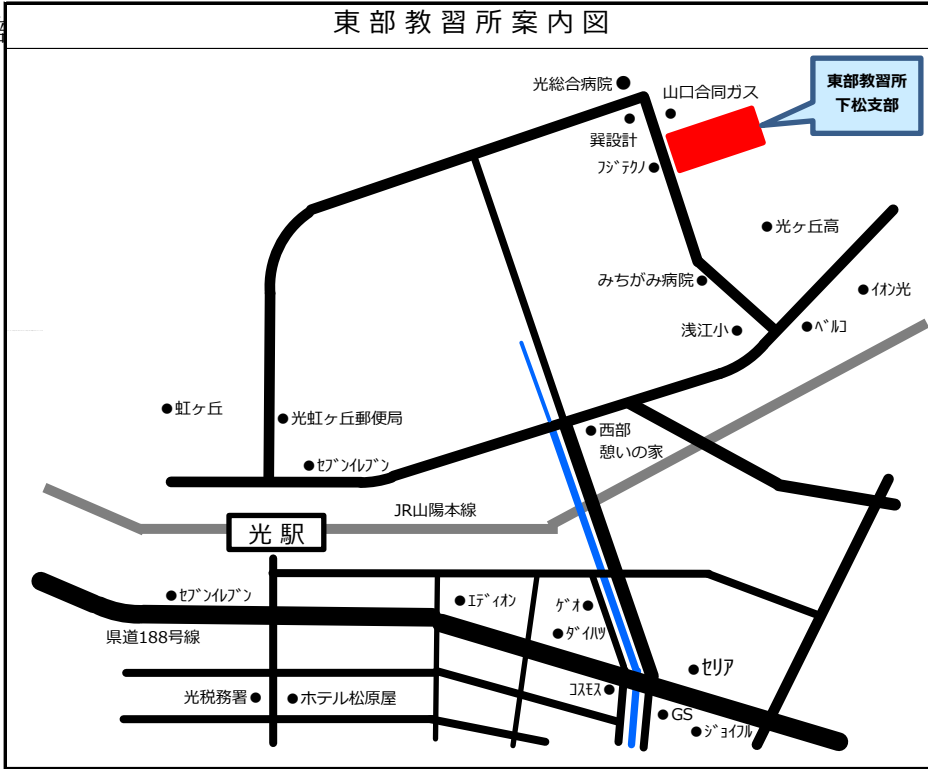 東部教習所案内図
光総合病院
山口合同ガス
東部教習所
下松支部
巽設計
ﾌｼﾞﾃｸﾉ
光ヶ丘高
みちがみ病院
ｲｵﾝ光
浅江小
ﾍﾞﾙｺ
虹ヶ丘
光虹ヶ丘郵便局
西部
憩いの家
ｾﾌﾞﾝｲﾚﾌﾞﾝ
JR山陽本線
光駅
ｾﾌﾞﾝｲﾚﾌﾞﾝ
ｴﾃﾞｨｵﾝ
ｹﾞｵ
県道188号線
ﾀﾞｲﾊﾂ
セリア
光税務署
ホテル松原屋
ｺｽﾓｽ
GS
ｼﾞｮｲﾌﾙ